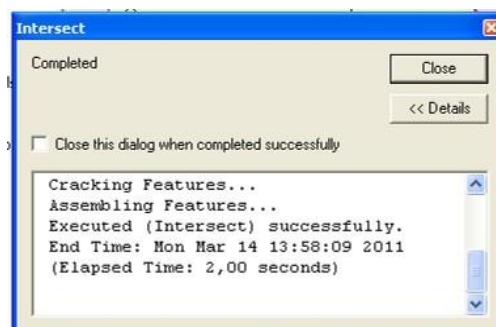 Intersect
Completed
Close
<< Details
Close this dialog when completed successfully
Cracking Features...
Assembling Features...
Executed (Intersect) successfully.
End Time: Mon Mar 14 13:58:09 2011
(Elapsed Time: 2,00 seconds)